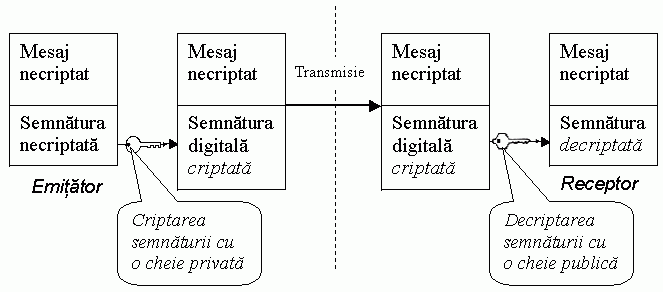 Mesaj
necriptat
Semnătura
necriptată
Emițător
Mesaj
necriptat
Semnătura
digitală
criptată
Criptarea
semnăturii cu
o cheie privată
Transmisie
Mesaj
necriptat
Semnătura
digitală
criptată
Mesaj
necriptat
Semnătura
decriptată
Receptor
Decriptarea
semnăturii cu
o cheie publică